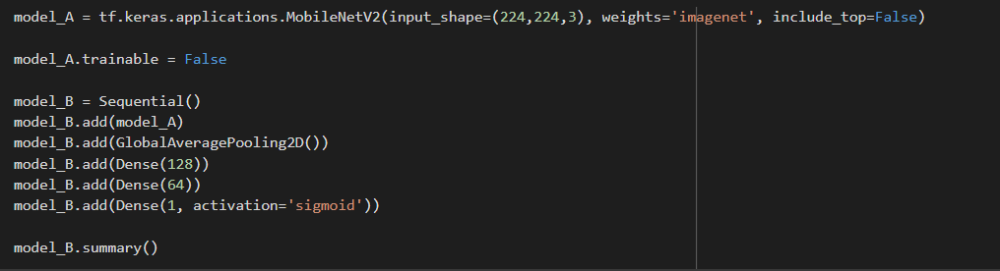 model_A = tf.keras.applications.MobileNetV2(input_shape=(224,224,3), weights='imagenet', include_top=False)
model_A.trainable = False
model_B = Sequential()
model_B.add(model_A)
model_B.add(GlobalAveragePooling2D())
model_B.add(Dense(128))
model_B.add(Dense(64))
model_B.add(Dense(1, activation='sigmoid'))
model_B.summary()